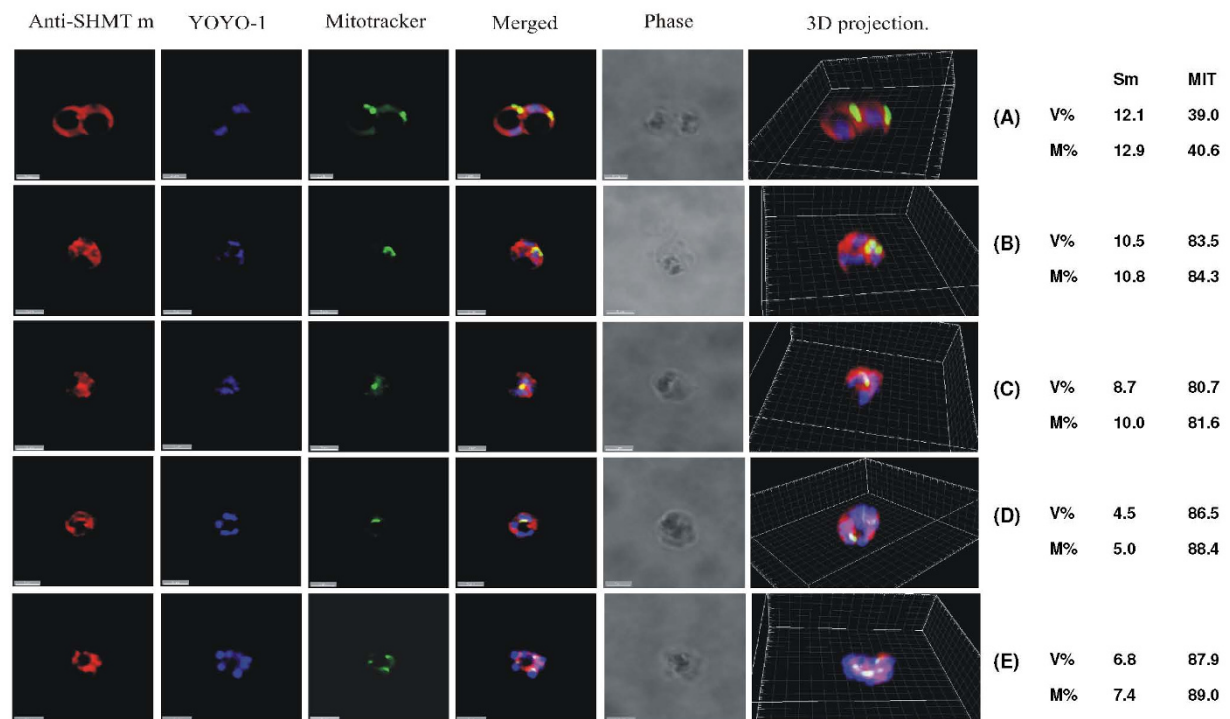 Anti-SHMT m YOYO-1 Mitotracker Merged Phase 3D projection.
Sm MIT
(A) V% 12.1 39.0
M% 12.9 40.6
(B) V% 10.5 83.5
M% 10.8 84.3
(C) V% 8.7 80.7
M% 10.0 81.6
(D) V% 4.5 86.5
M% 5.0 88.4
(E) V% 6.8 87.9
M% 7.4 89.0